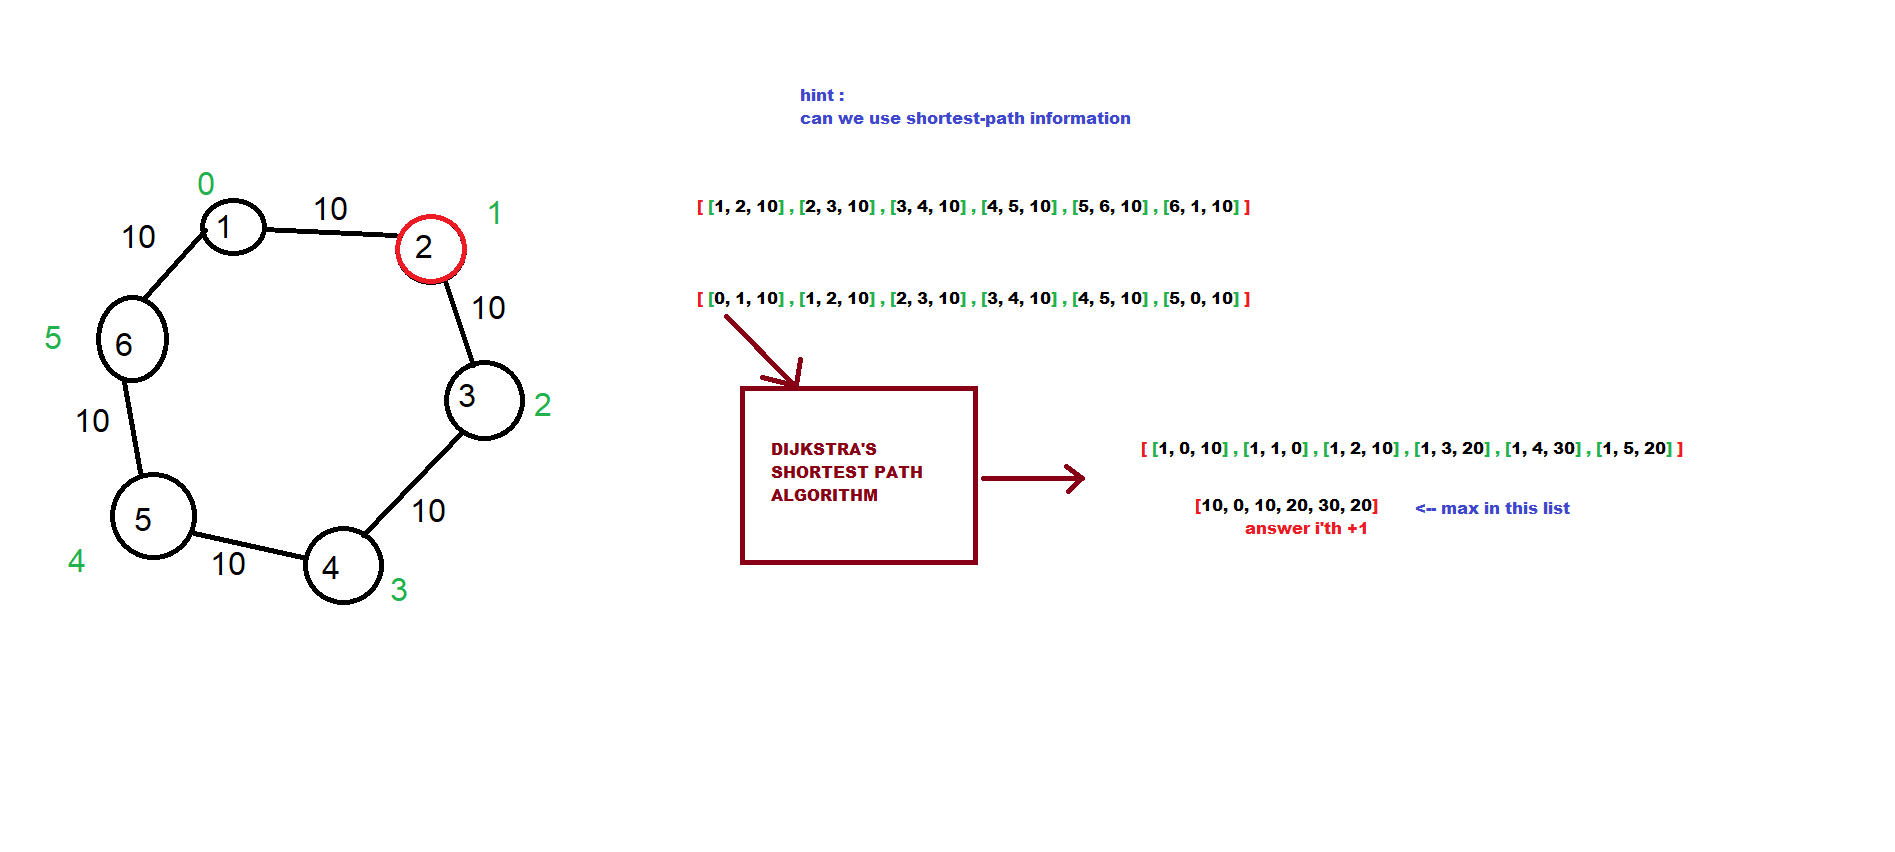 hint :
can we use shortest-path information
0
10
1
10
2
1
10
5
6
10
3
2
10
5
4
10
4
3
10
[ [1, 2, 10] , [2, 3, 10] , [3, 4, 10] , [4, 5, 10] , [5, 6, 10] , [6, 1, 10] ]
[ [0, 1, 10] , [1, 2, 10] , [2, 3, 10] , [3, 4, 10] , [4, 5, 10] , [5, 0, 10] ]
DIJKSTRA'S
SHORTEST PATH
ALGORITHM
[ [1, 0, 10] , [1, 1, 0] , [1, 2, 10] , [1, 3, 20] , [1, 4, 30] , [1, 5, 20] ]
[10, 0, 10, 20, 30, 20]
<-- max in this list
answer i'th +1